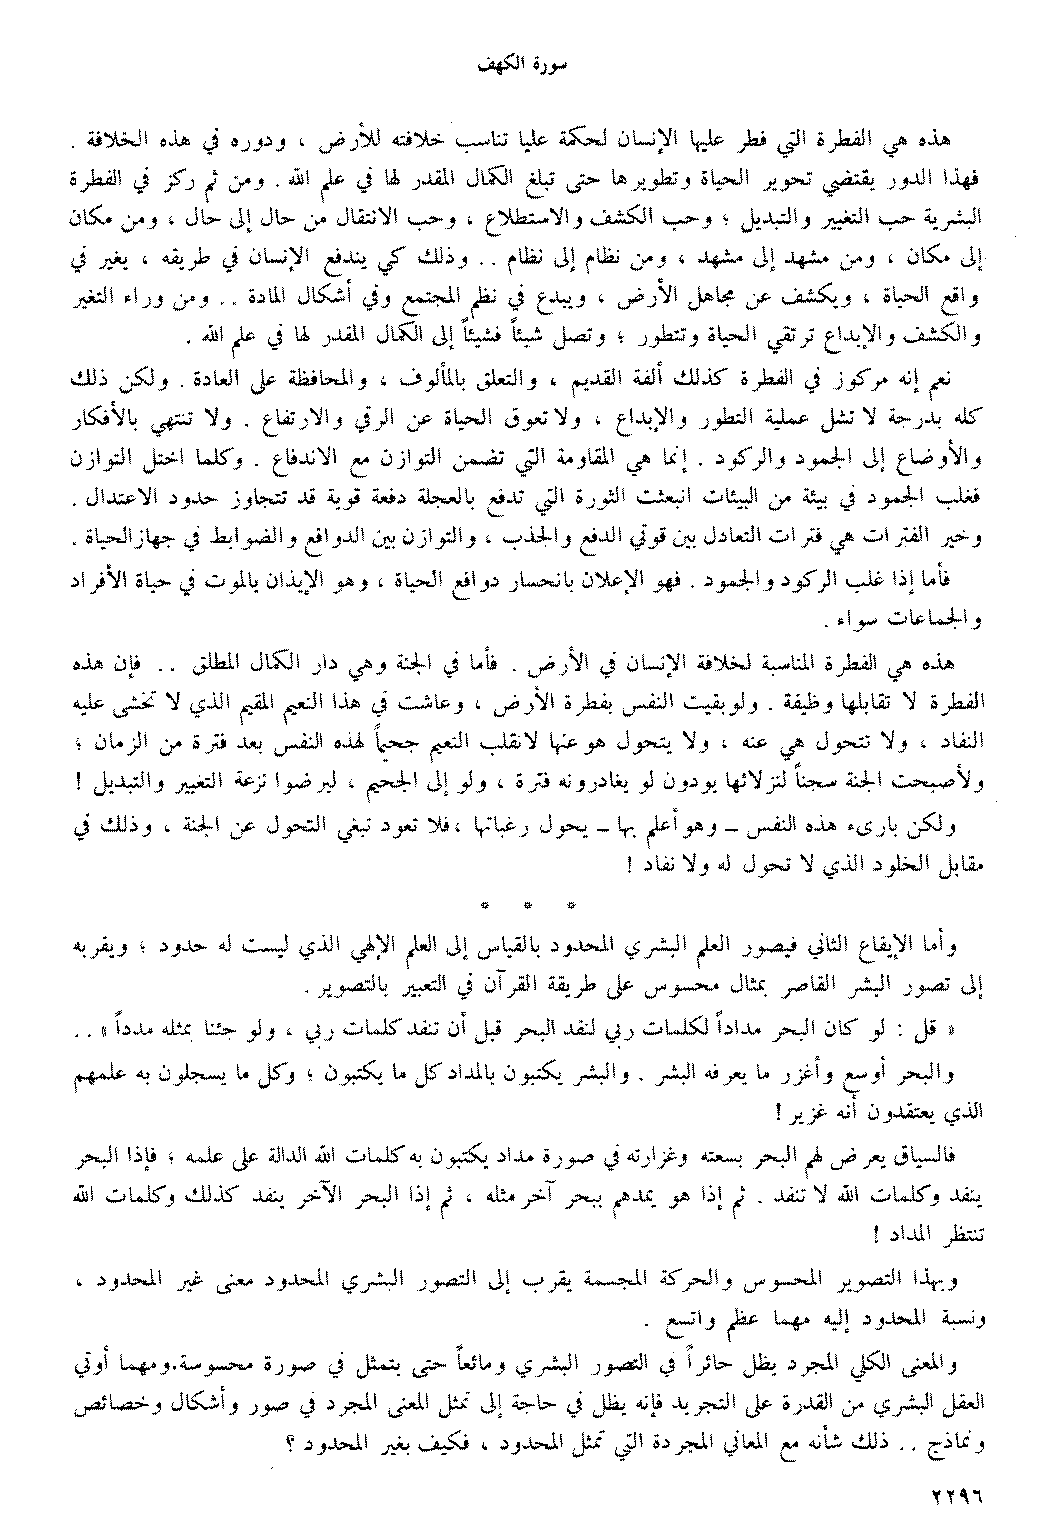 سورة الكهف
هذه هي الفطرة التي فطر عليها الإنسان لحكمة عليا تناسب خلافته للأرض ، ودوره في هذه الخلافة .
فهذا الدور يقتضي تحوير الحياة وتطويرها حتى تبلغ الكمال المقدر لها في علم الله . ومن ثم ركز في الفطرة
البشرية حب التغيير والتبديل ؛ وحب الكشف والاستطلاع ، وحب الانتقال من حال إلى حال ، ومن مكان
إلى مكان ، ومن مشهد إلى مشهد ، ومن نظام إلى نظام .. وذلك كي يندفع الإنسان في طريقه ، يغير في
واقع الحياة ، ويكشف عن مجاهل الأرض ، ويبدع في نظم المجتمع وفي أشكال المادة .. ومن وراء التغير
والكشف والإبداع ترتقي الحياة وتتطور ؛ وتصل شيئاً فشيئاً إلى الكمال المقدر لها في علم الله .
نعم إنه مركوز في الفطرة كذلك ألفة القديم ، والتعلق بالمألوف ، والمحافظة على العادة . ولكن ذلك
كله بدرجة لا تشل عملية التطور والإبداع ، ولا تعوق الحياة عن الرقي والارتفاع . ولا تنتهي بالأفكار
والأوضاع إلى الجمود والركود . إنما هي المقاومة التي تضمن التوازن مع الاندفاع . وكلما اختل التوازن
فغلب الجمود في بيئة من البيئات انبعثت الثورة التي تدفع بالعجلة دفعة قوية قد تتجاوز حدود الاعتدال .
وخير الفترات هي فترات التعادل بين قوتي الدفع والجذب ، والتوازن بين الدوافع والضوابط في جهاز الحياة .
فأما إذا غلب الركود والجمود . فهو الإعلان بانحسار دوافع الحياة ، وهو الإيذان بالموت في حياة الأفراد
والجماعات سواء .
هذه هي الفطرة المناسبة لخلافة الإنسان في الأرض . فأما في الجنة وهي دار الكمال المطلق .. فإن هذه
الفطرة لا تقابلها وظيفة . ولو بقيت النفس بفطرة الأرض ، وعاشت في هذا النعيم المقيم الذي لا تخشى عليه
النفاد ، ولا تتحول هي عنه ، ولا يتحول هو عنها لانقلب النعيم جحيماً لهذه النفس بعد فترة من الزمان ؛
ولأصبحت الجنة سجناً لنزلائها يودون لو يغادرونه فترة ، ولو إلى الجحيم ، ليرضوا نزعة التغيير والتبديل !
ولكن بارىء هذه النفس – وهو أعلم بها – يحول رغباتها ، فلا تعود تبغي التحول عن الجنة ، وذلك في
مقابل الخلود الذي لا تحول له ولا نفاد !
* * *
وأما الإيقاع الثاني فيصور العلم البشري المحدود بالقياس إلى العلم الإلهي الذي ليست له حدود ؛ ويقربه
إلى تصور البشر القاصر بمثال محسوس على طريقة القرآن في التعبير بالتصوير .
« قل : لو كان البحر مداداً لكلمات ربي لنفد البحر قبل أن تنفد كلمات ربي ، ولو جئنا بمثله مدداً » ..
والبحر أوسع وأغزر ما يعرفه البشر . والبشر يكتبون بالمداد كل ما يكتبون ؛ وكل ما يسجلون به علمهم
الذي يعتقدون أنه غزير !
فالسياق يعرض لهم البحر بسعته وغزارته في صورة مداد يكتبون به كلمات الله الدالة على علمه ؛ فإذا البحر
ينفد وكلمات الله لا تنفد . ثم إذا هو يمدهم ببحر آخر مثله ، ثم إذا البحر الآخر ينفد كذلك وكلمات الله
تنتظر المداد !
وبهذا التصوير المحسوس والحركة المجسمة يقرب إلى التصور البشري المحدود معنى غير المحدود ،
ونسبة المحدود إليه مهما عظم واتسع .
والمعنى الكلي المجرد يظل حائراً في التصور البشري ومائعاً حتى يتمثل في صورة محسوسة. ومهما أوتي
العقل البشري من القدرة على التجريد فإنه يظل في حاجة إلى تمثل المعنى المجرد في صور وأشكال وخصائص
ونماذج .. ذلك شأنه مع المعاني المجردة التي تمثل المحدود ، فكيف بغير المحدود ؟
٢٢٩٦